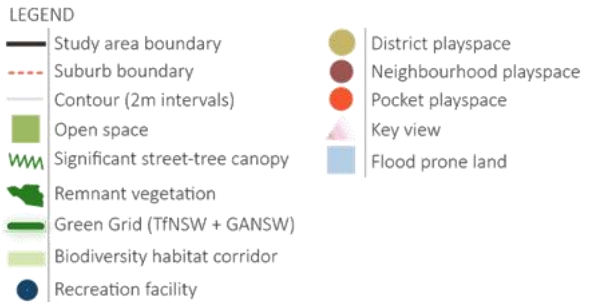 LEGEND
Study area boundary
Suburb boundary
Contour (2m intervals)
Open space
Significant street-tree canopy
Remnant vegetation
Green Grid (TfNSW + GANSW)
Biodiversity habitat corridor
Recreation facility
District playspace
Neighbourhood playspace
Pocket playspace
Key view
Flood prone land